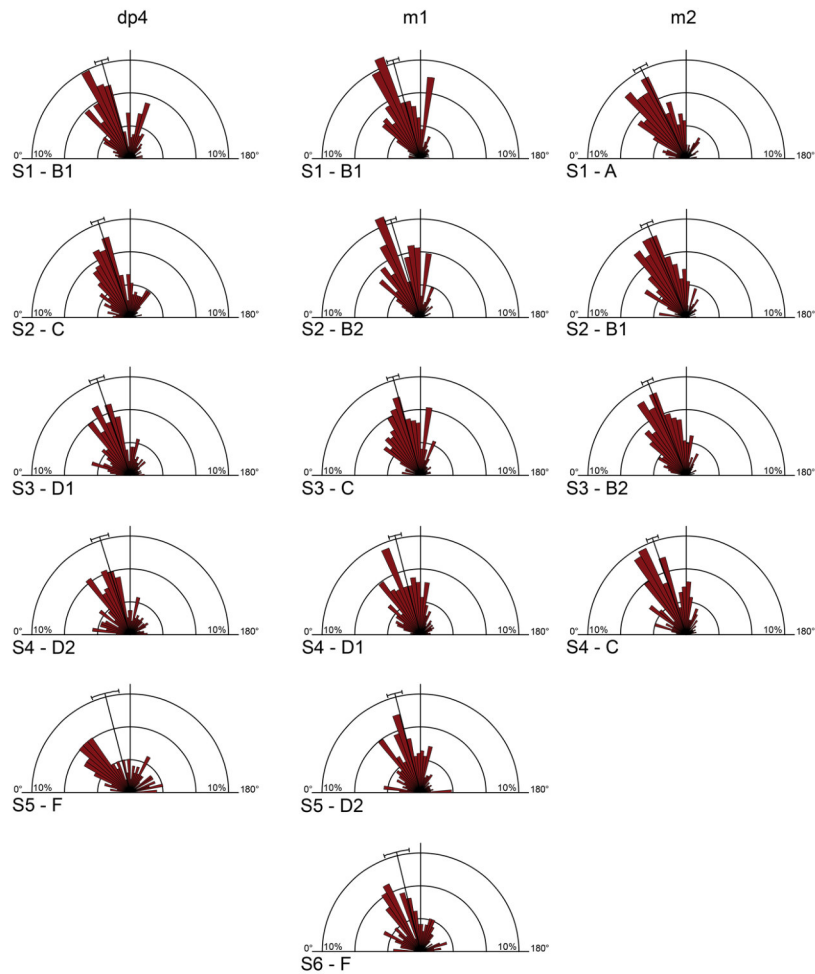 dp4 m1 m2
0° 10% 10% 180° 0° 10% 10% 180° 0° 10% 10% 180°
S1 - B1 S1 - B1 S1 - A
0° 10% 10% 180° 0° 10% 10% 180° 0° 10% 10% 180°
S2 - C S2 - B2 S2 - B1
0° 10% 10% 180° 0° 10% 10% 180° 0° 10% 10% 180°
S3 - D1 S3 - C S3 - B2
0° 10% 10% 180° 0° 10% 10% 180° 0° 10% 10% 180°
S4 - D2 S4 - D1 S4 - C
0° 10% 10% 180° 0° 10% 10% 180°
S5 - F S5 - D2
0° 10% 10% 180°
S6 - F